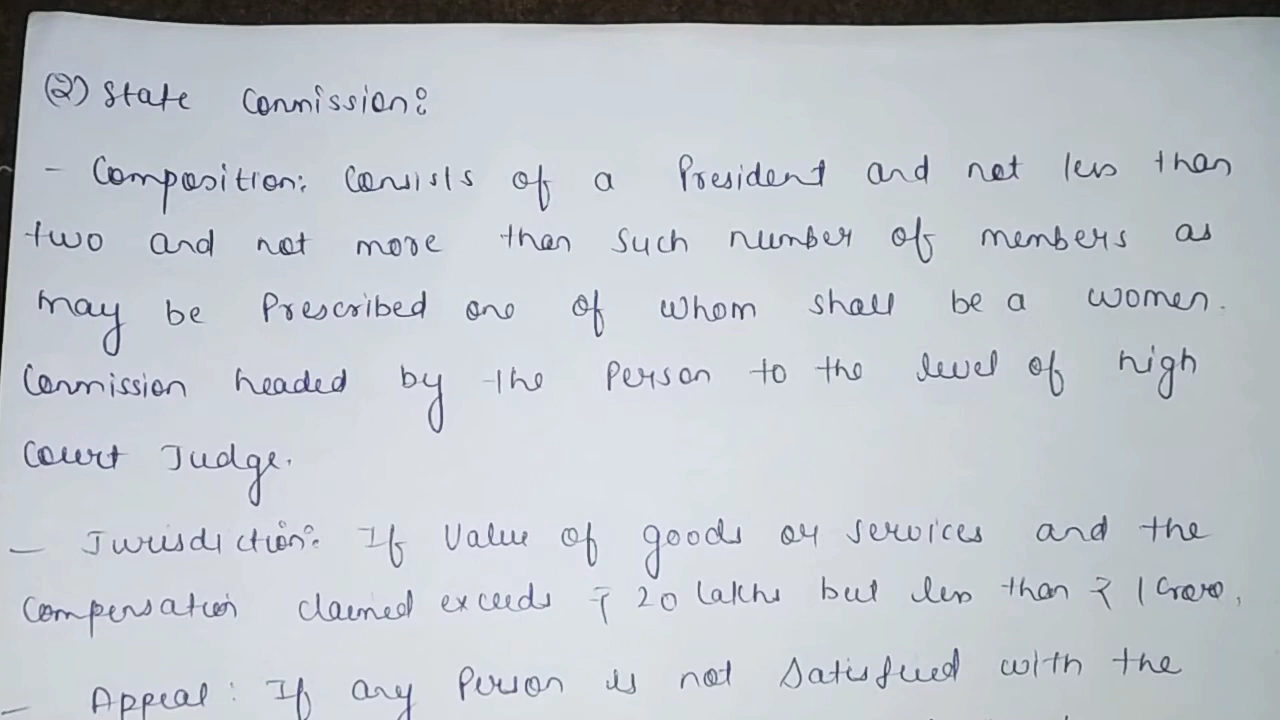 (2) State Commission:
- Composition: Consists of a President and not less than
two and not more than such number of members as
may be Prescribed one of whom shall be a women.
Commission headed by the Person to the level of high
Court Judge.
- Jurisdiction: If Value of goods or services and the
Compensation claimed exceeds ₹ 20 lakhs but less than ₹ 1 Crore.
- Appeal: If any Person is not Satisfied with the